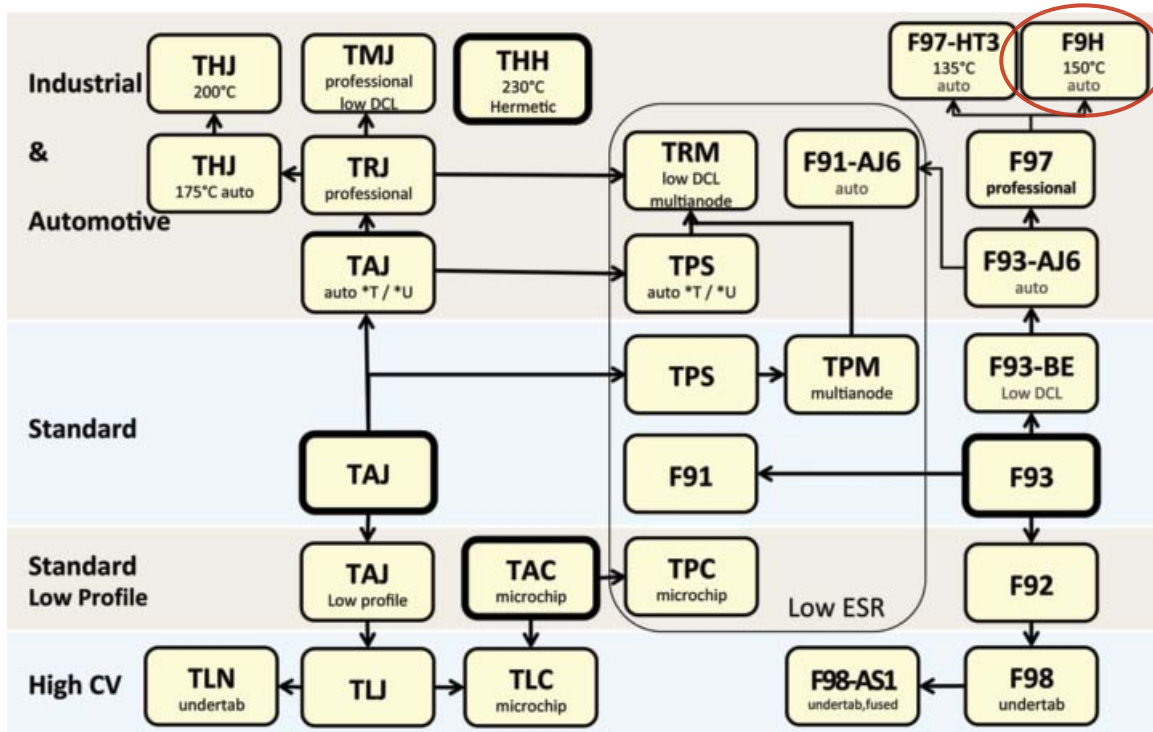 Industrial
&
Automotive
THJ
200°C
TMJ
professional
low DCL
THH
230°C
Hermetic
F97-HT3
135°C
auto
F9H
150°C
auto
THJ
175°C auto
TRJ
professional
TRM
low DCL
multianode
F91-AJ6
auto
F97
professional
TAJ
auto *T / *U
TPS
auto *T / *U
F93-AJ6
auto
Standard
TPS
TPM
multianode
F93-BE
Low DCL
TAJ
F91
F93
Standard
Low Profile
TAJ
Low profile
TAC
microchip
TPC
microchip
Low ESR
F92
High CV
TLN
undertab
TLJ
TLC
microchip
F98-AS1
undertab,fused
F98
undertab